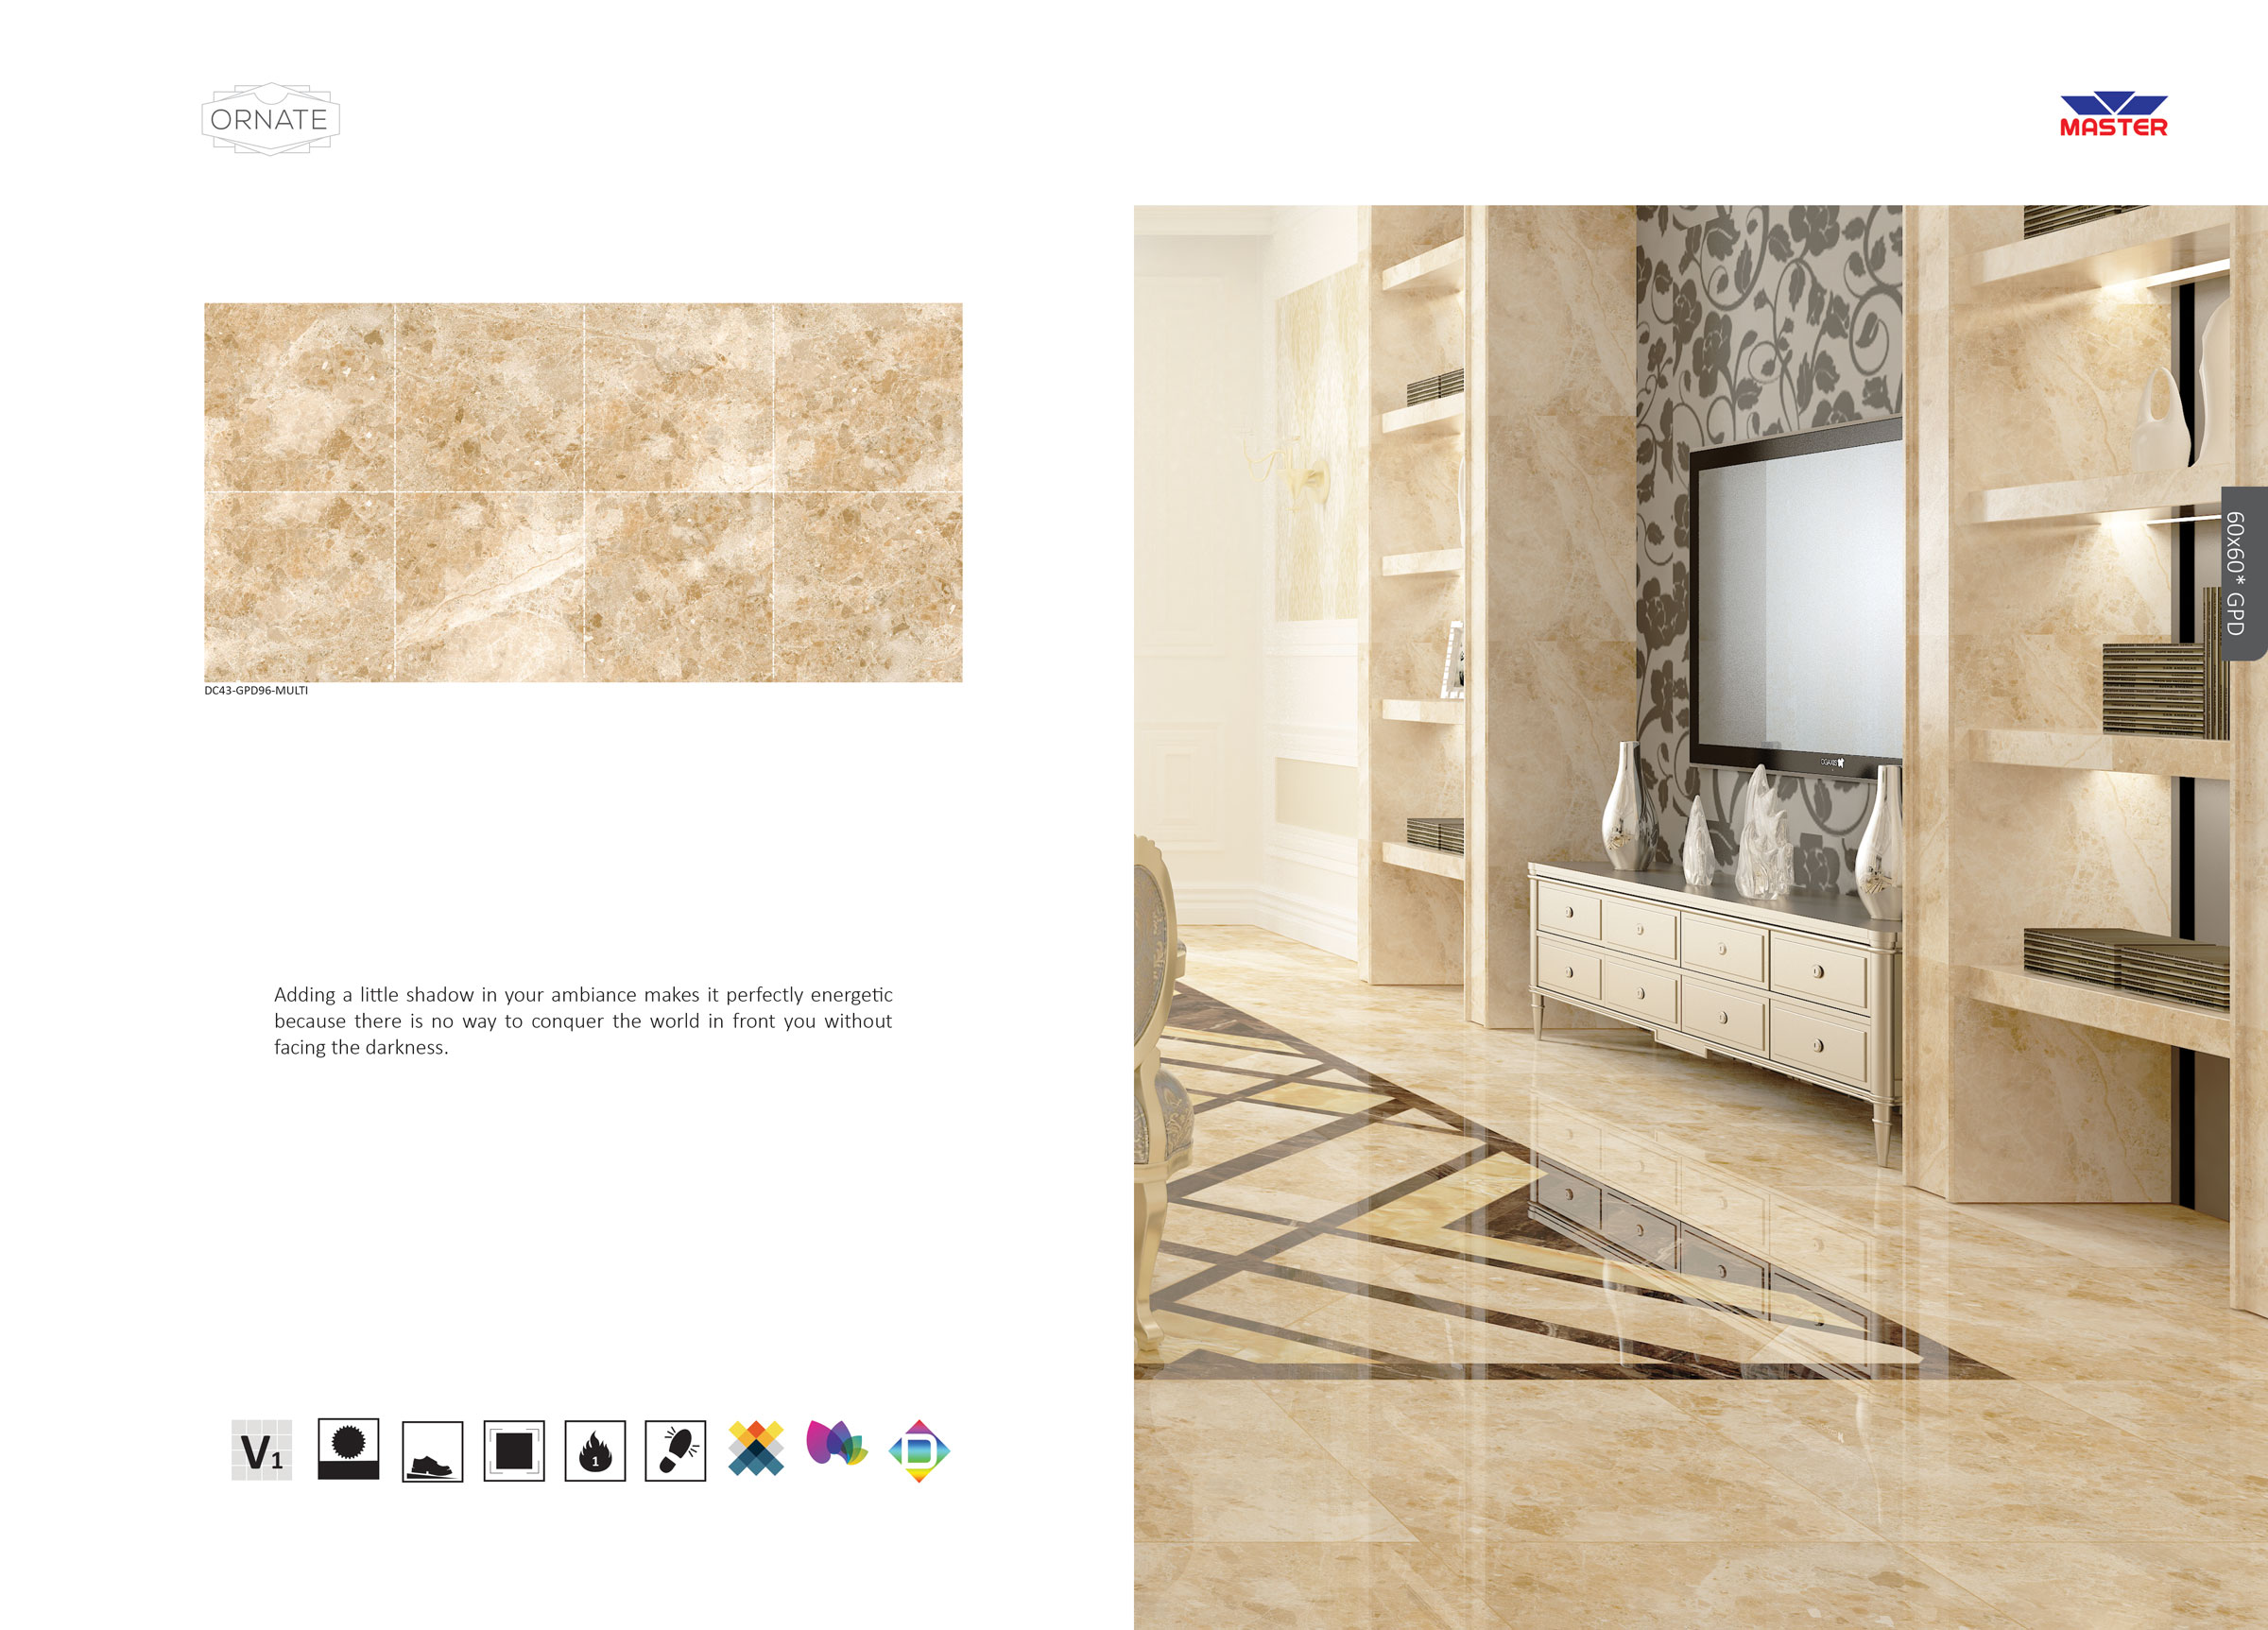 ORNATE
MASTER
60x60* GPD
DC43-GPD96-MULTI
Adding a little shadow in your ambiance makes it perfectly energetic
because there is no way to conquer the world in front you without
facing the darkness.
V1
1
D